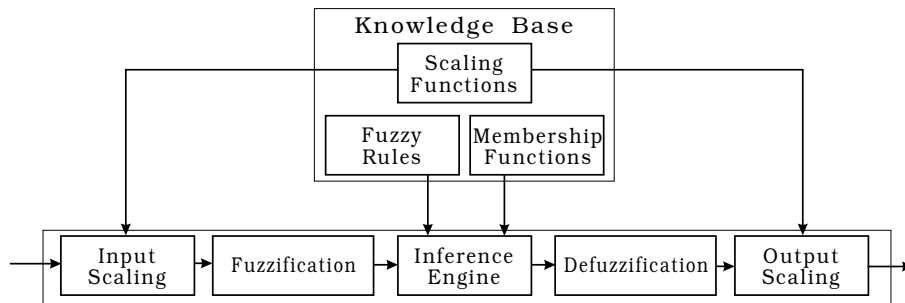 Knowledge Base
Scaling
Functions
Fuzzy
Rules
Membership
Functions
Input
Scaling
Fuzzification
Inference
Engine
Defuzzification
Output
Scaling